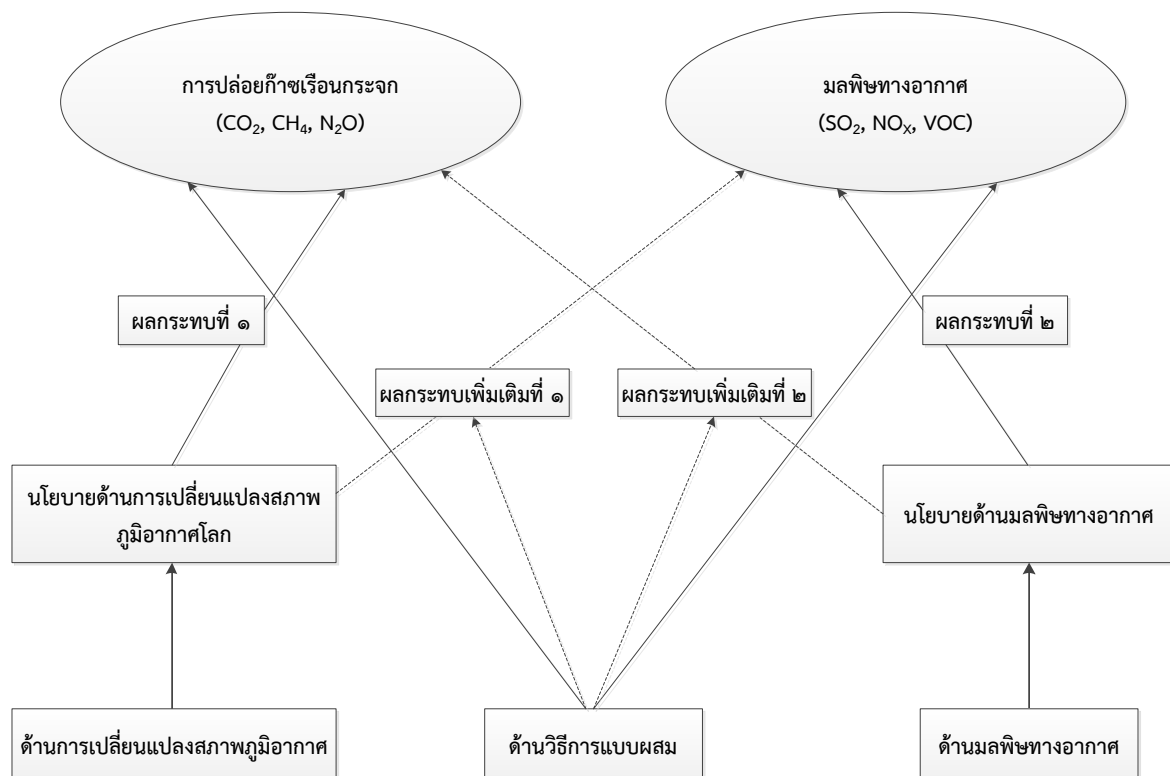 การปล่อยก๊าซเรือนกระจก
(CO₂, CH₄, N₂O)
มลพิษทางอากาศ
(SO₂, NOₓ, VOC)
ผลกระทบที่ ๑
ผลกระทบที่ ๒
ผลกระทบเพิ่มเติมที่ ๑
ผลกระทบเพิ่มเติมที่ ๒
นโยบายด้านการเปลี่ยนแปลงสภาพ
ภูมิอากาศโลก
นโยบายด้านมลพิษทางอากาศ
ด้านการเปลี่ยนแปลงสภาพภูมิอากาศ
ด้านวิธีการแบบผสม
ด้านมลพิษทางอากาศ